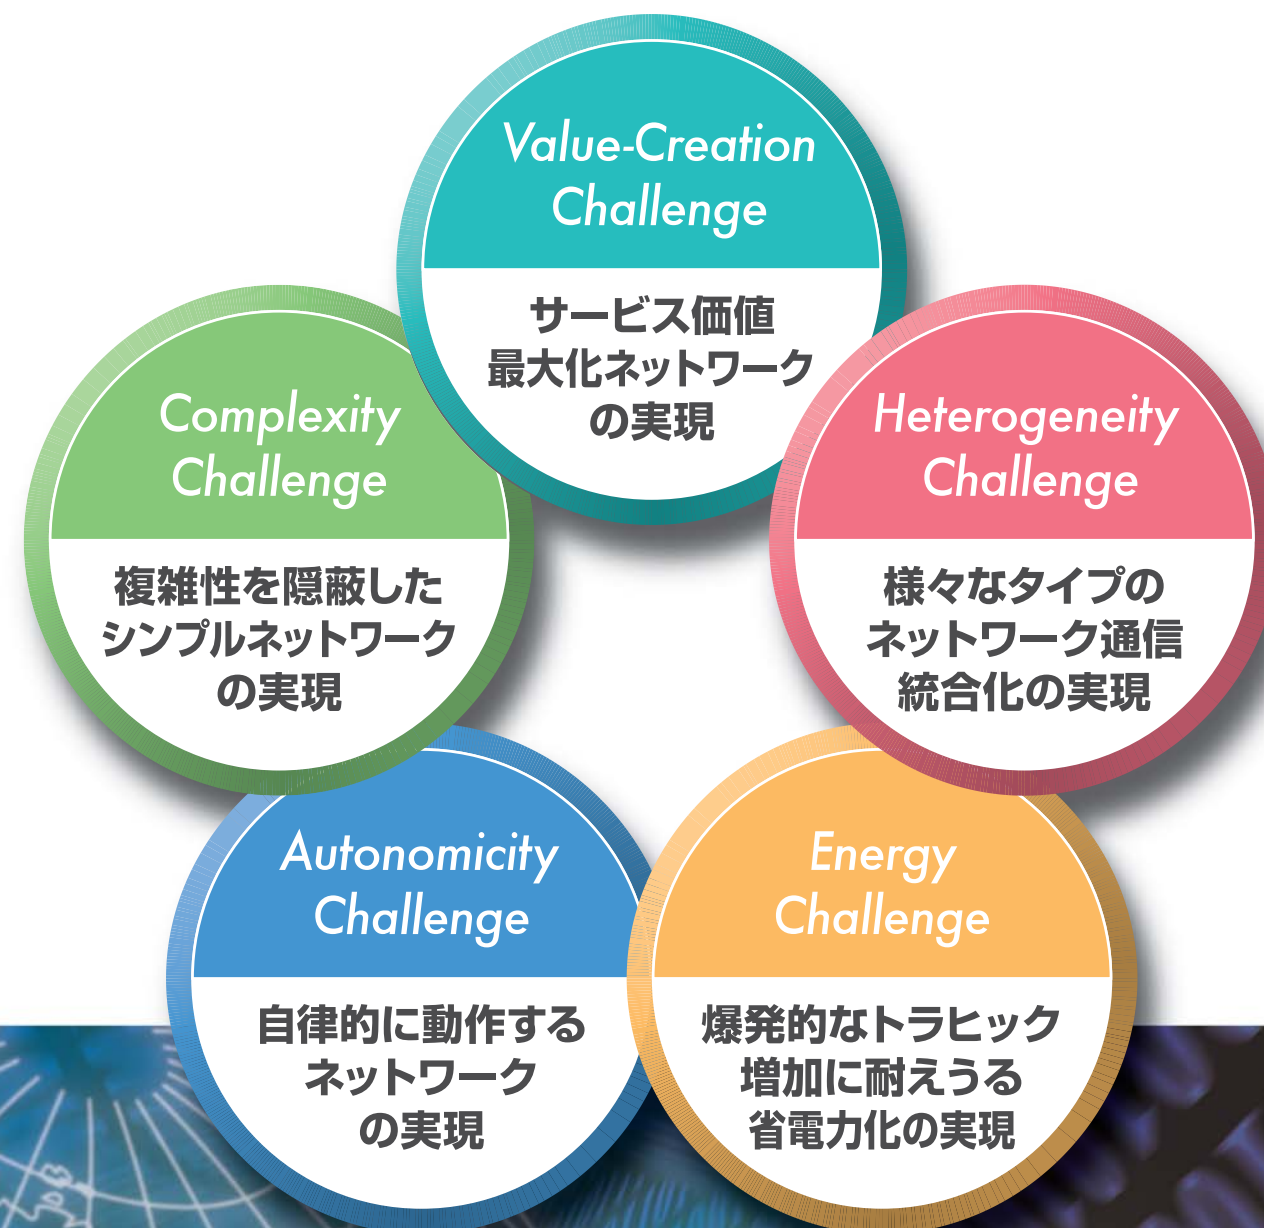 Value-Creation
Challenge
サービス価値
最大化ネットワーク
の実現
Complexity
Challenge
複雑性を隠蔽した
シンプルネットワーク
の実現
Heterogeneity
Challenge
様々なタイプの
ネットワーク通信
統合化の実現
Autonomicity
Challenge
自律的に動作する
ネットワーク
の実現
Energy
Challenge
爆発的なトラヒック
増加に耐えうる
省電力化の実現